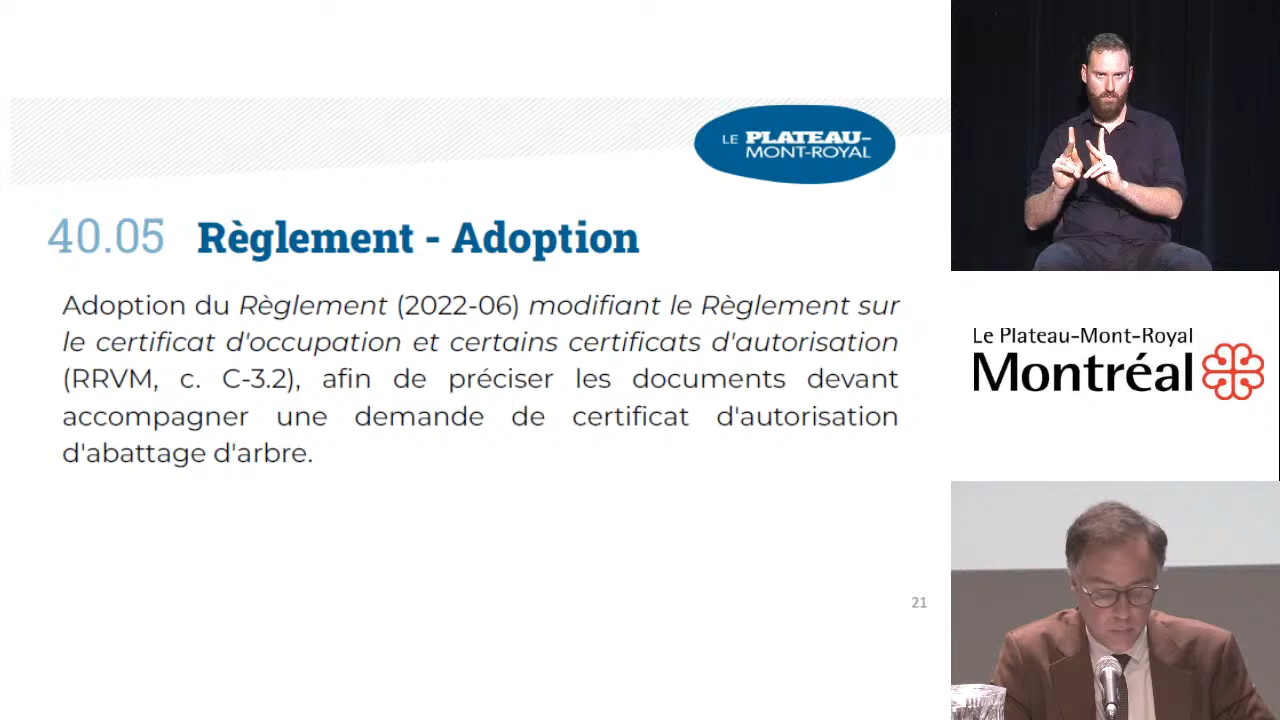 LE PLATEAU-
MONT-ROYAL
40.05 Règlement - Adoption
Adoption du Règlement (2022-06) modifiant le Règlement sur
le certificat d'occupation et certains certificats d'autorisation
(RRVM, c. C-3.2), afin de préciser les documents devant
accompagner une demande de certificat d'autorisation
d'abattage d'arbre.
21
Le Plateau-Mont-Royal
Montréal